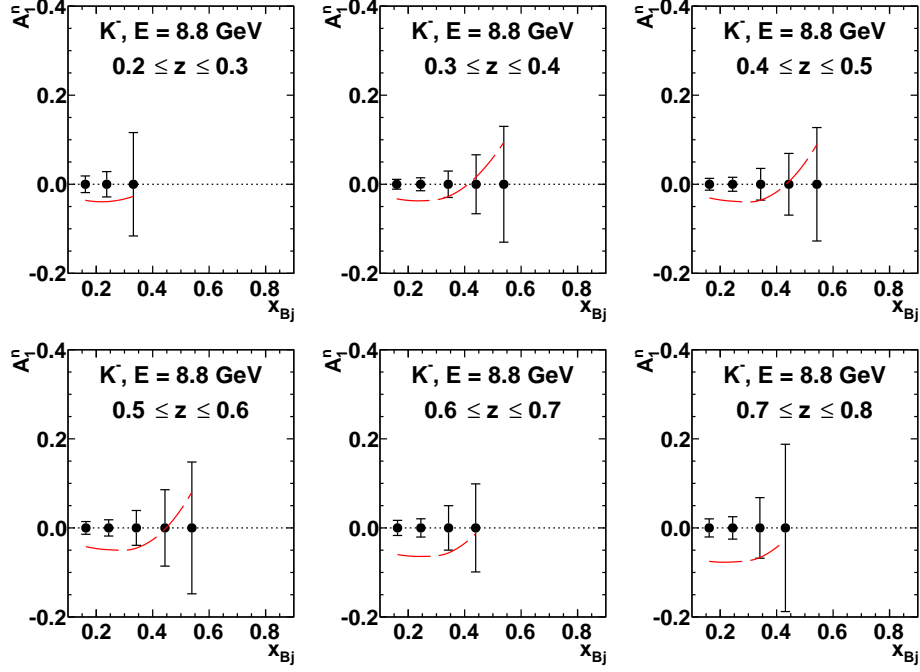 A₁ⁿ
0.4
0.2
0.0
-0.2
K⁻, E = 8.8 GeV
0.2 ≤ z ≤ 0.3
0.2 0.4 0.6 0.8
x_Bj
A₁ⁿ
0.4
0.2
0.0
-0.2
K⁻, E = 8.8 GeV
0.3 ≤ z ≤ 0.4
0.2 0.4 0.6 0.8
x_Bj
A₁ⁿ
0.4
0.2
0.0
-0.2
K⁻, E = 8.8 GeV
0.4 ≤ z ≤ 0.5
0.2 0.4 0.6 0.8
x_Bj
A₁ⁿ
0.4
0.2
0.0
-0.2
K⁻, E = 8.8 GeV
0.5 ≤ z ≤ 0.6
0.2 0.4 0.6 0.8
x_Bj
A₁ⁿ
0.4
0.2
0.0
-0.2
K⁻, E = 8.8 GeV
0.6 ≤ z ≤ 0.7
0.2 0.4 0.6 0.8
x_Bj
A₁ⁿ
0.4
0.2
0.0
-0.2
K⁻, E = 8.8 GeV
0.7 ≤ z ≤ 0.8
0.2 0.4 0.6 0.8
x_Bj